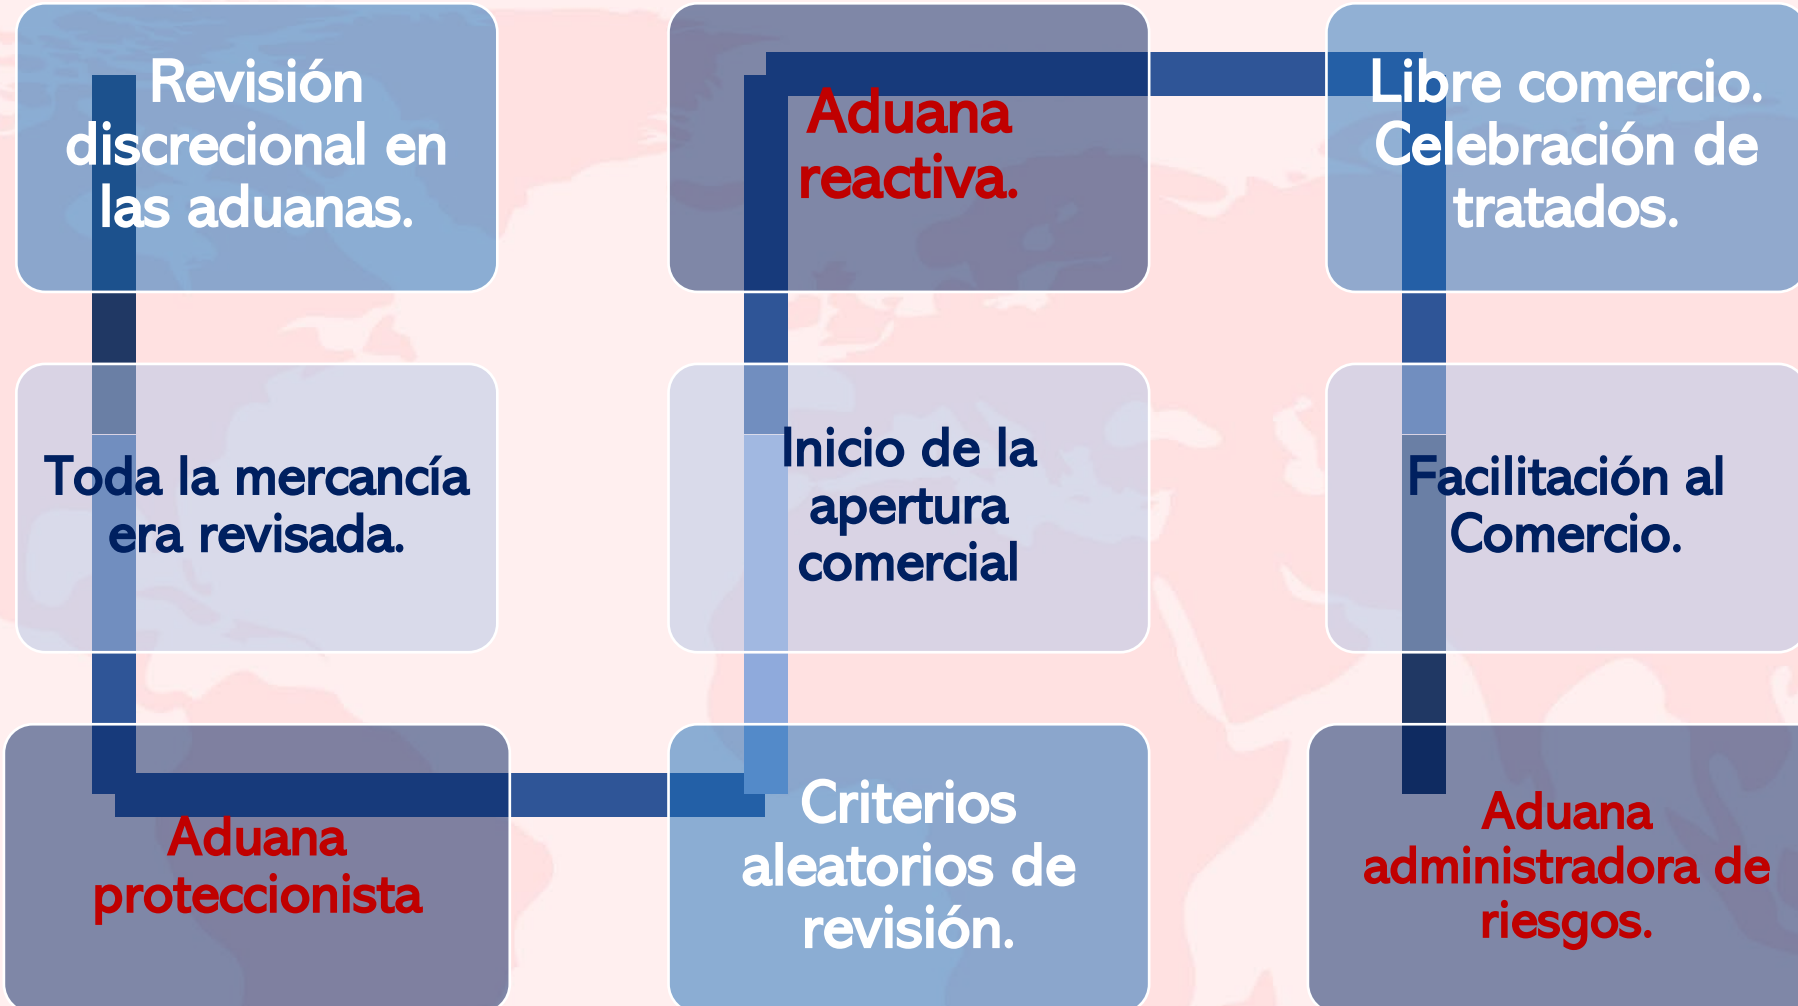 Revisión
discrecional en
las aduanas.
Toda la mercancía
era revisada.
Aduana
proteccionista
Criterios
aleatorios de
revisión.
Inicio de la
apertura
comercial
Aduana
reactiva.
Libre comercio.
Celebración de
tratados.
Facilitación al
Comercio.
Aduana
administradora de
riesgos.